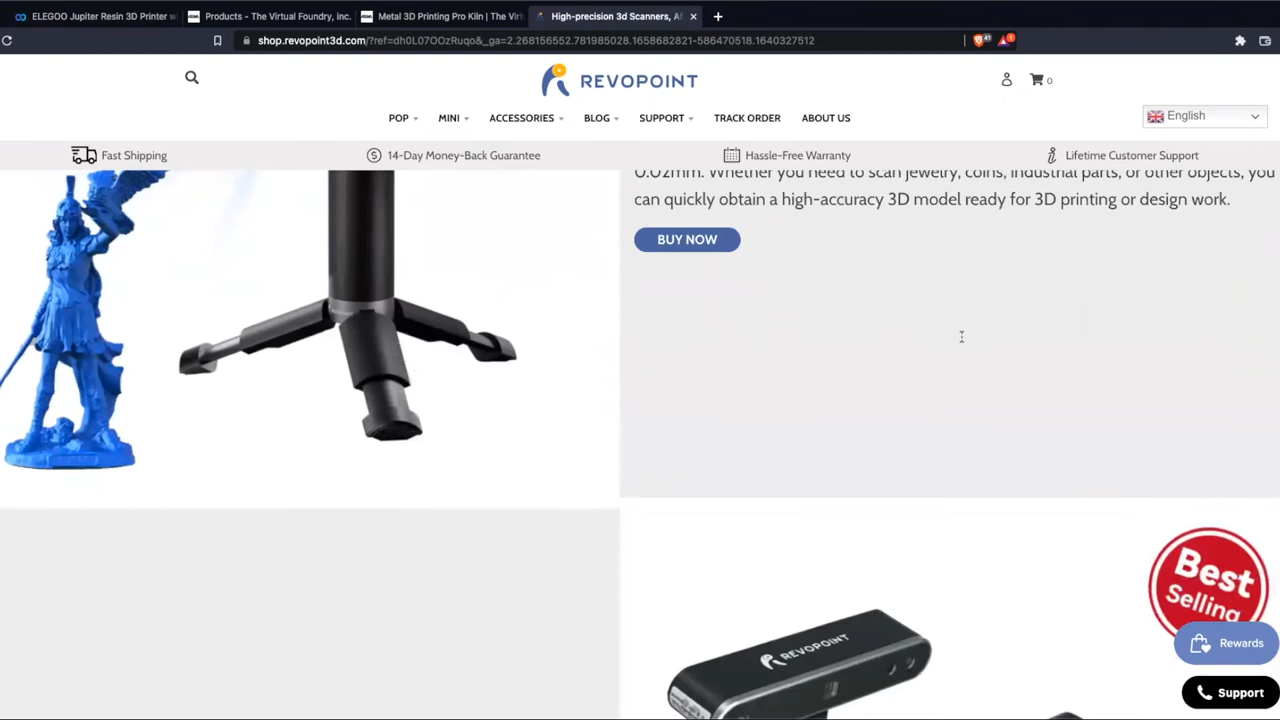 ELEGOO Jupiter Resin 3D Printer w
Products - The Virtual Foundry, inc.
Metal 3D Printing Pro Kiln | The Virt
High-precision 3d Scanners, Af
shop.revopoint3d.com/?ref=dh0L07OOzRuqo&_ga=2.268156552.781985028.1658682821-586470518.1640327512
41
1
REVOPOINT
0
POP
MINI
ACCESSORIES
BLOG
SUPPORT
TRACK ORDER
ABOUT US
English
Fast Shipping
14-Day Money-Back Guarantee
Hassle-Free Warranty
Lifetime Customer Support
0.02mm. Whether you need to scan jewelry, coins, industrial parts, or other objects, you
can quickly obtain a high-accuracy 3D model ready for 3D printing or design work.
BUY NOW
Best
Selling
REVOPOINT
Rewards
Support